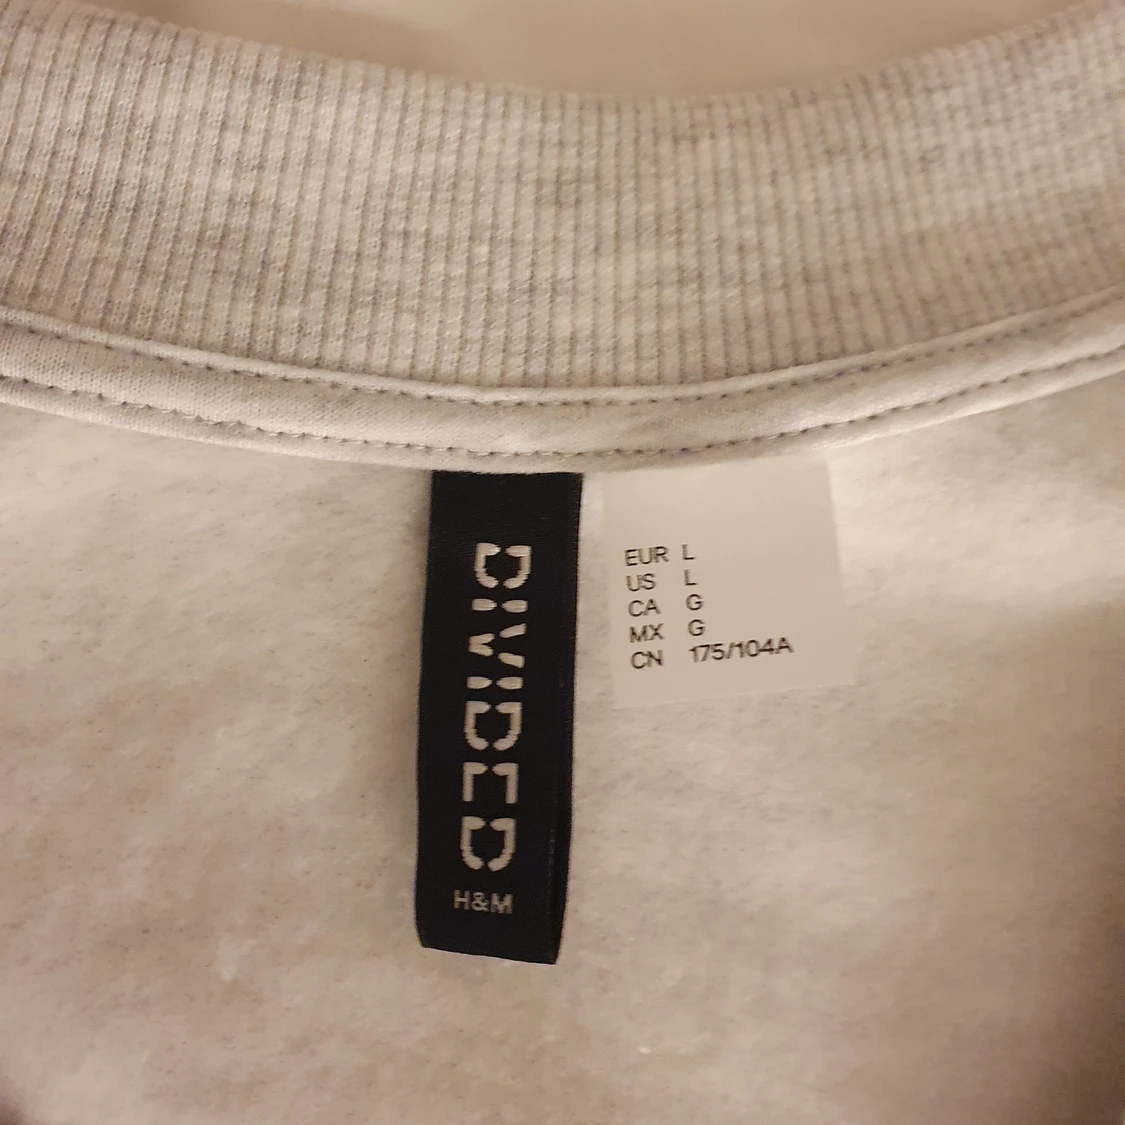 DIVIDED
H&M
EUR L
US L
CA G
MX G
CN 175/104A